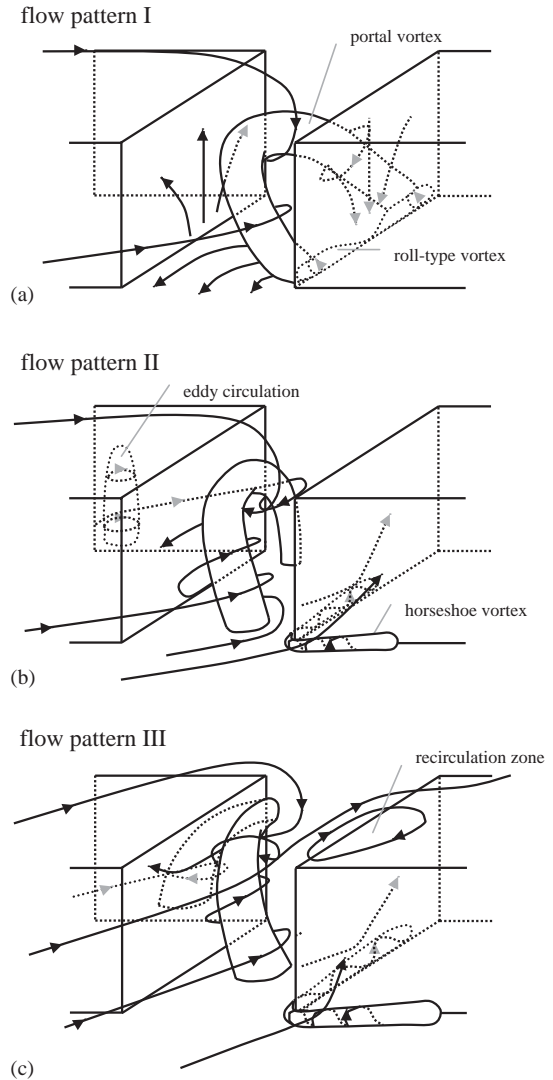 flow pattern I
portal vortex
roll-type vortex
(a)
flow pattern II
eddy circulation
horseshoe vortex
(b)
flow pattern III
recirculation zone
(c)